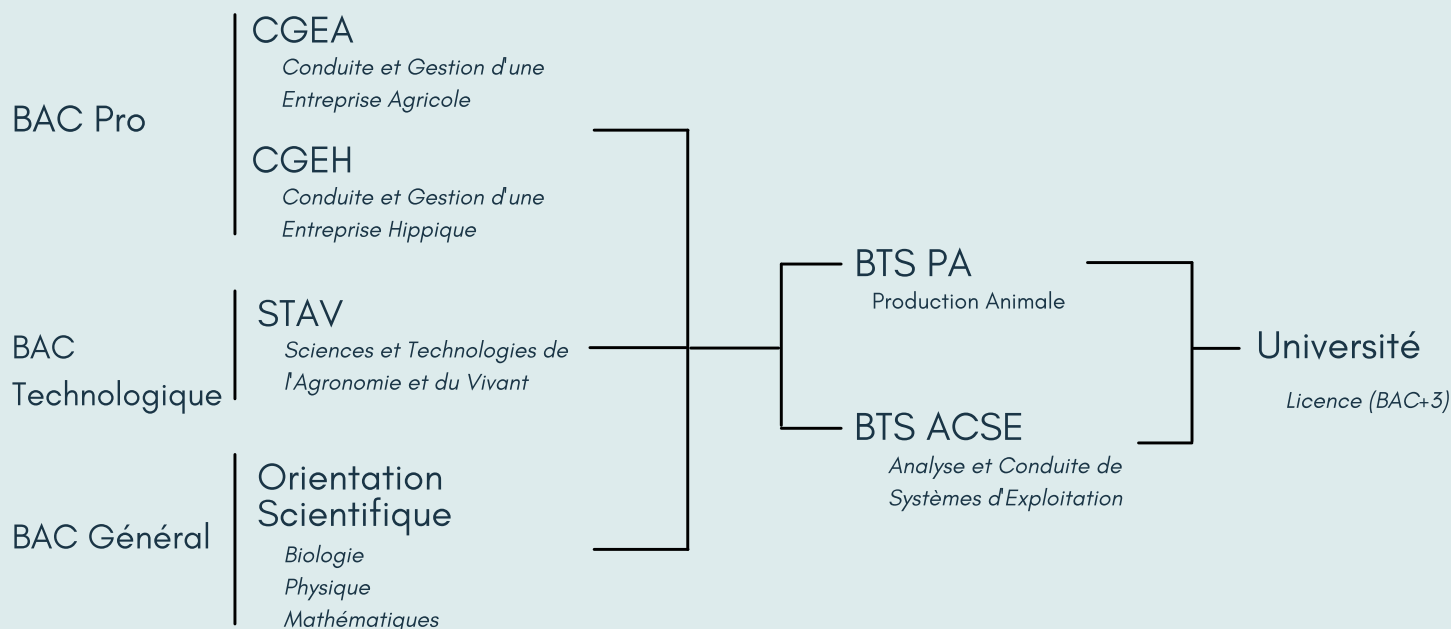 BAC Pro
CGEA
Conduite et Gestion d'une
Entreprise Agricole
CGEH
Conduite et Gestion d'une
Entreprise Hippique
BAC
Technologique
STAV
Sciences et Technologies de
l'Agronomie et du Vivant
BAC Général
Orientation
Scientifique
Biologie
Physique
Mathématiques
BTS PA
Production Animale
BTS ACSE
Analyse et Conduite de
Systèmes d'Exploitation
Université
Licence (BAC+3)